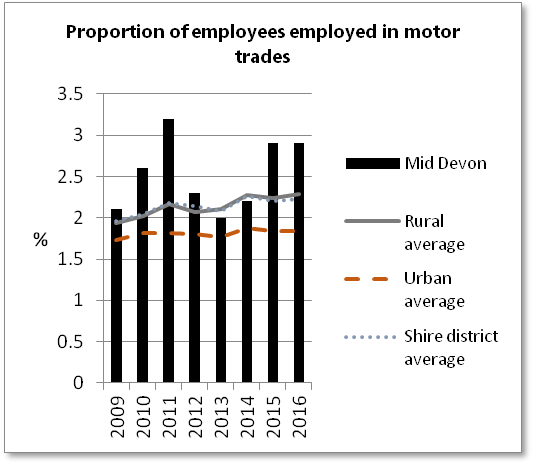 Proportion of employees employed in motor
trades
3.5
3
2.5
2
1.5
1
0.5
0
%
2009
2010
2011
2012
2013
2014
2015
2016
Mid Devon
Rural
average
Urban
average
Shire district
average